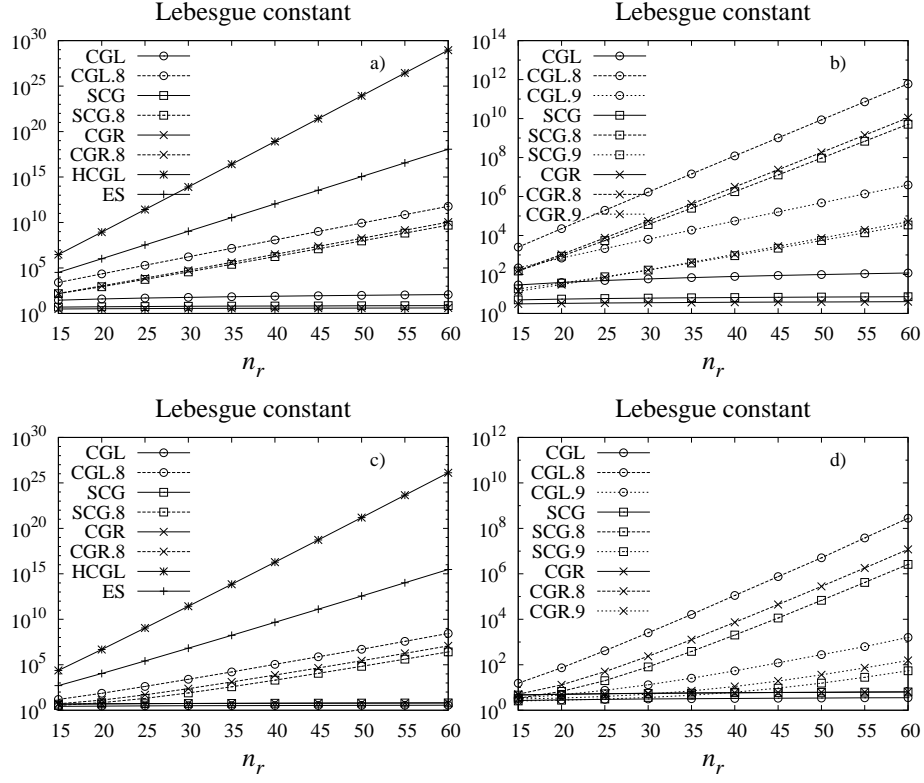 Lebesgue constant
10^30
10^25
10^20
10^15
10^10
10^5
10^0
CGL
CGL.8
SCG
SCG.8
CGR
CGR.8
HCGL
ES
a)
15 20 25 30 35 40 45 50 55 60
n_r
Lebesgue constant
10^14
10^12
10^10
10^8
10^6
10^4
10^2
10^0
CGL
CGL.8
CGL.9
SCG
SCG.8
SCG.9
CGR
CGR.8
CGR.9
b)
15 20 25 30 35 40 45 50 55 60
n_r
Lebesgue constant
10^30
10^25
10^20
10^15
10^10
10^5
10^0
CGL
CGL.8
SCG
SCG.8
CGR
CGR.8
HCGL
ES
c)
15 20 25 30 35 40 45 50 55 60
n_r
Lebesgue constant
10^12
10^10
10^8
10^6
10^4
10^2
10^0
CGL
CGL.8
CGL.9
SCG
SCG.8
SCG.9
CGR
CGR.8
CGR.9
d)
15 20 25 30 35 40 45 50 55 60
n_r